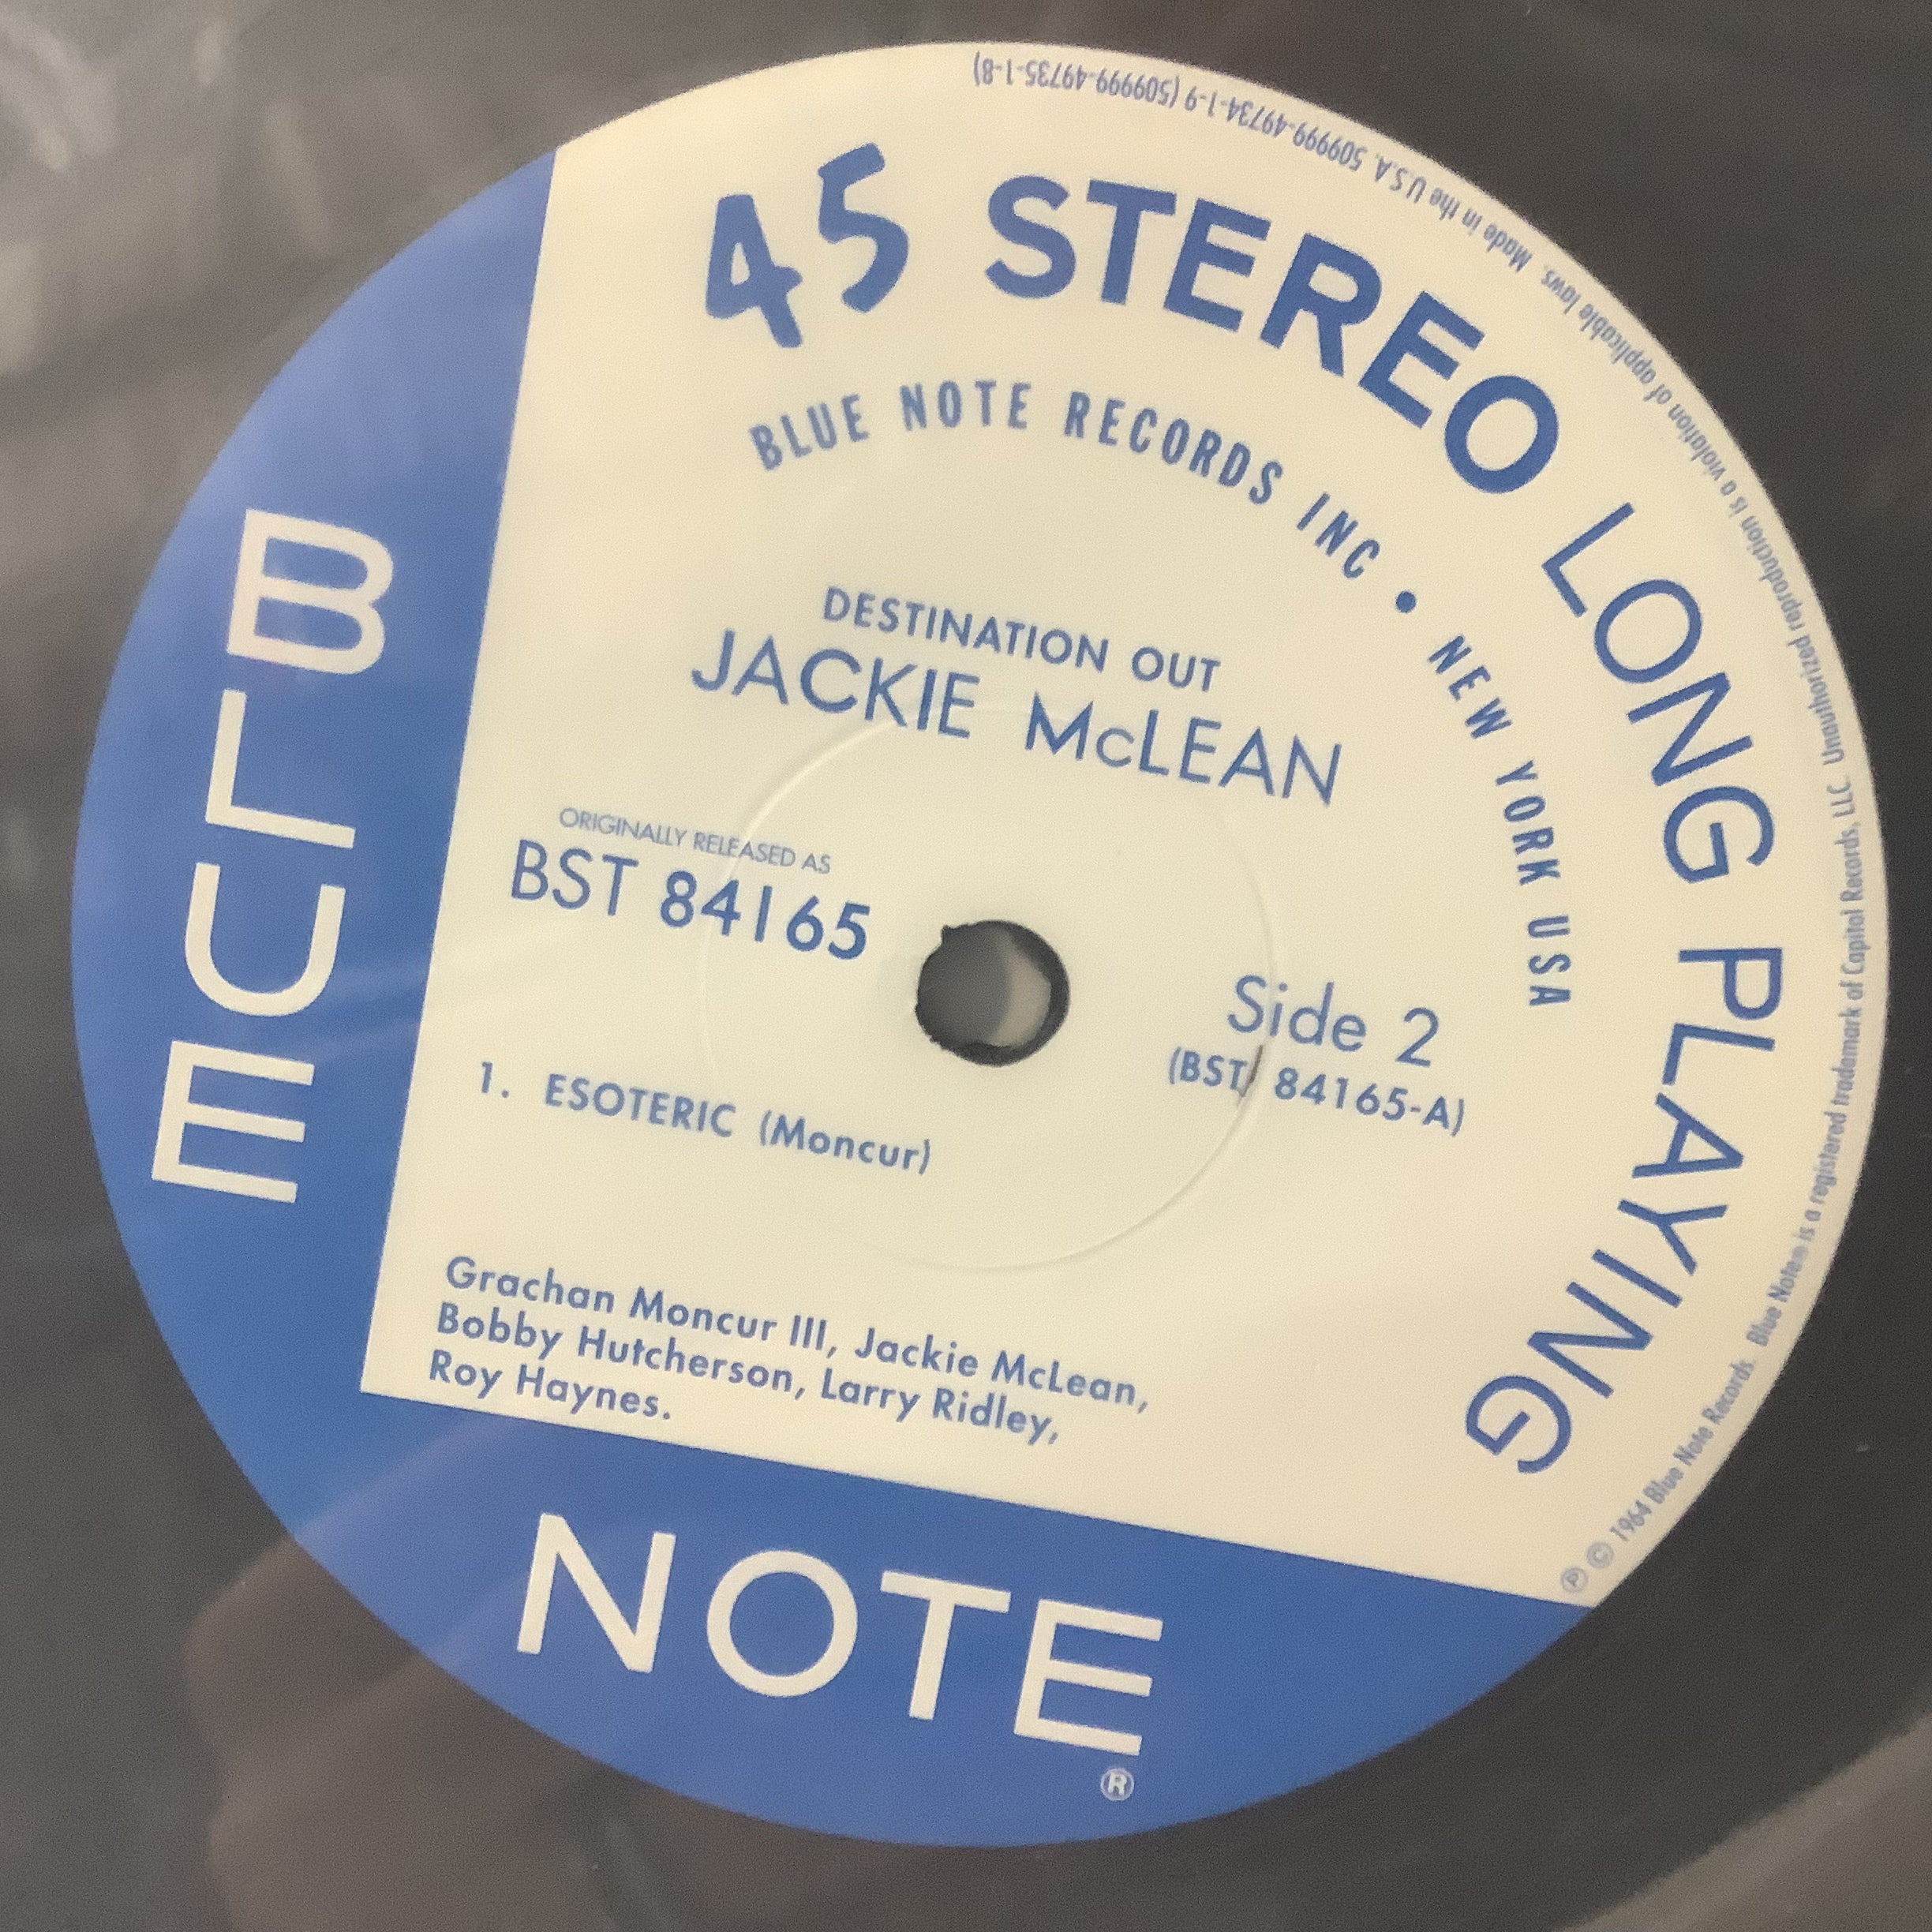 45 STEREO LONG PLAYING
BLUE NOTE RECORDS INC • NEW YORK USA
DESTINATION OUT
JACKIE McLEAN
ORIGINALLY RELEASED AS
BST 84165
Side 2
(BST 84165-A)
1. ESOTERIC (Moncur)
Grachan Moncur III, Jackie McLean,
Bobby Hutcherson, Larry Ridley,
Roy Haynes.
BLUE
NOTE
®
℗ © 1964 Blue Note Records. Blue Note® is a registered trademark of Capitol Records, LLC. Unauthorized reproduction is a violation of applicable laws. Made in the U.S.A. 509999-49734-1-9 (509999-49735-1-8)